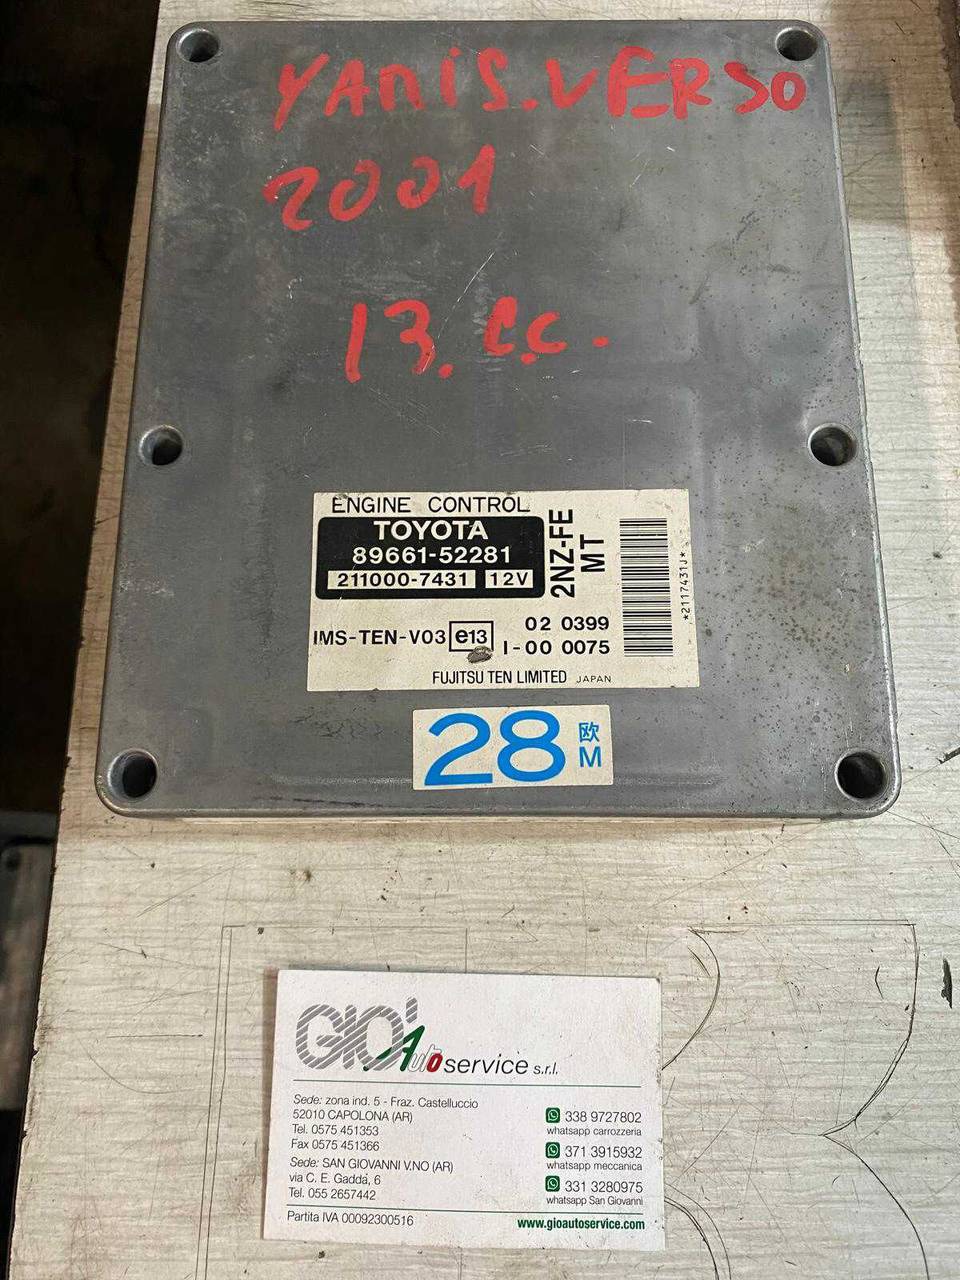 YARIS.VERSO
2001
13.c.c.
ENGINE CONTROL
TOYOTA
89661-52281
211000-7431 12V
2NZ-FE
MT
IMS-TEN-V03 e13
02 0399
I-00 0075
*2117431J*
FUJITSU TEN LIMITED JAPAN
28 欧
M
GIO' Autoservice s.r.l.
Sede: zona ind. 5 - Fraz. Castelluccio
52010 CAPOLONA (AR)
Tel. 0575 451353
Fax 0575 451366
Sede: SAN GIOVANNI V.NO (AR)
via C. E. Gadda, 6
Tel. 055 2657442
Partita IVA 00092300516
338 9727802
whatsapp carrozzeria
371 3915932
whatsapp meccanica
331 3280975
whatsapp San Giovanni
www.gioautoservice.com